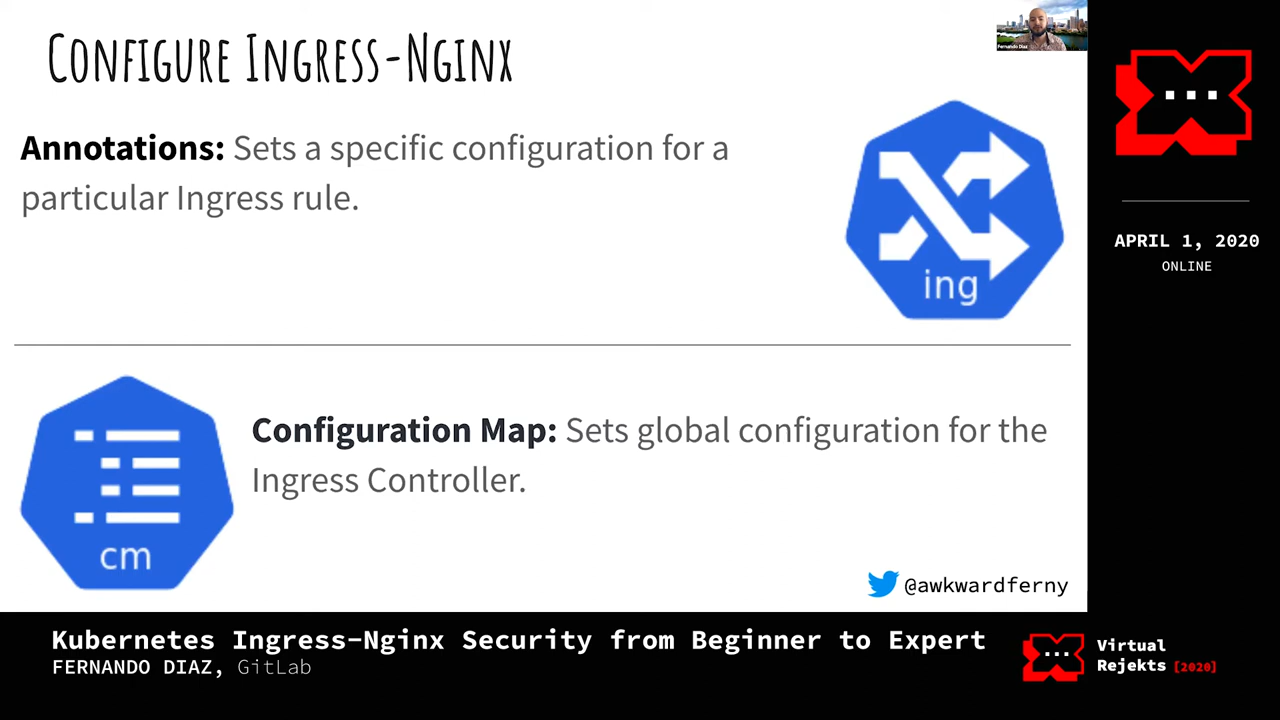 CONFIGURE INGRESS-NGINX
Fernando Diaz
Annotations: Sets a specific configuration for a
particular Ingress rule.
ing
APRIL 1, 2020
ONLINE
Configuration Map: Sets global configuration for the
Ingress Controller.
cm
@awkwardferny
Kubernetes Ingress-Nginx Security from Beginner to Expert
FERNANDO DIAZ, GitLab
Virtual
Rejekts [2020]